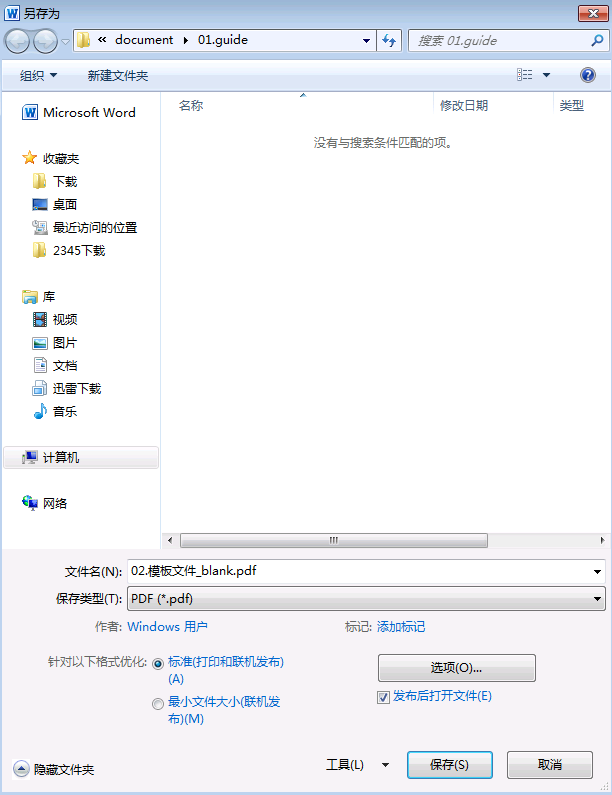 另存为
« document ▸ 01.guide
搜索 01.guide
组织 新建文件夹
Microsoft Word
名称 修改日期 类型
没有与搜索条件匹配的项。
收藏夹
下载
桌面
最近访问的位置
2345下载
库
视频
图片
文档
迅雷下载
音乐
计算机
网络
文件名(N): 02.模板文件_blank.pdf
保存类型(T): PDF (*.pdf)
作者: Windows 用户 标记: 添加标记
针对以下格式优化: 标准(打印和联机发布)
(A)
选项(O)...
发布后打开文件(E)
最小文件大小(联机发
布)(M)
隐藏文件夹 工具(L) 保存(S) 取消